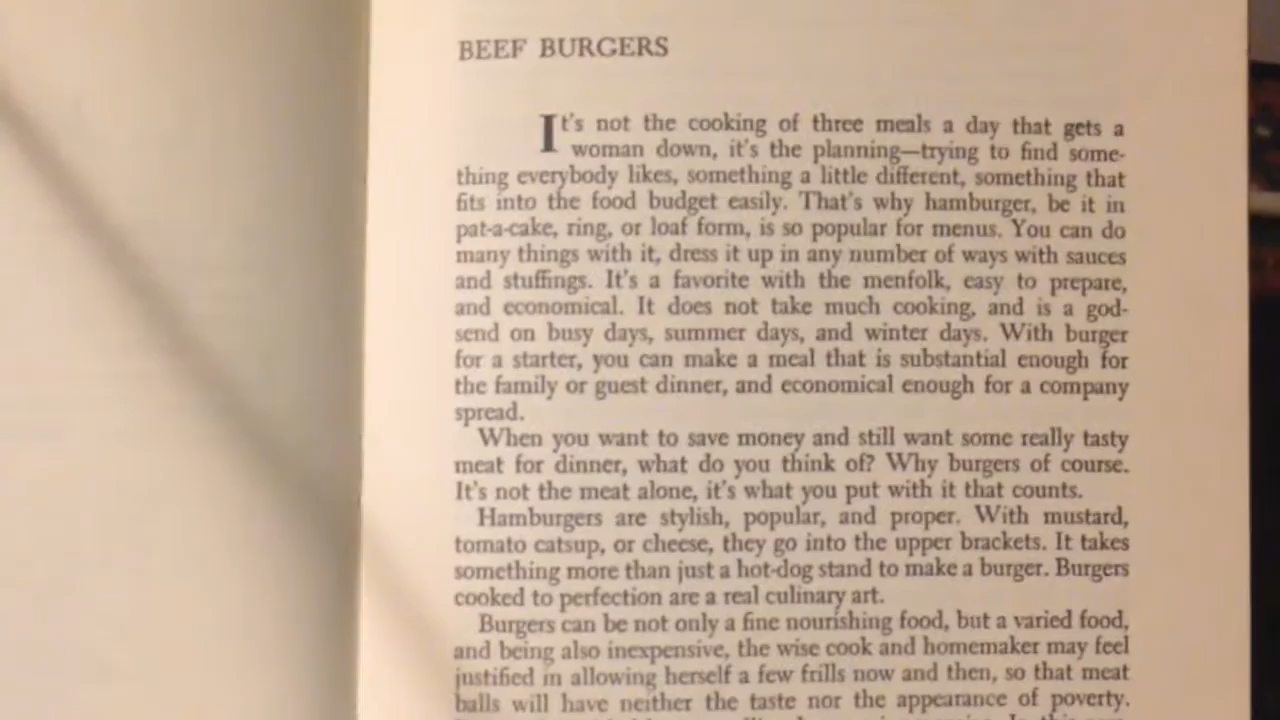 BEEF BURGERS
It's not the cooking of three meals a day that gets a
woman down, it's the planning—trying to find some-
thing everybody likes, something a little different, something that
fits into the food budget easily. That's why hamburger, be it in
pat-a-cake, ring, or loaf form, is so popular for menus. You can do
many things with it, dress it up in any number of ways with sauces
and stuffings. It's a favorite with the menfolk, easy to prepare,
and economical. It does not take much cooking, and is a god-
send on busy days, summer days, and winter days. With burger
for a starter, you can make a meal that is substantial enough for
the family or guest dinner, and economical enough for a company
spread.
When you want to save money and still want some really tasty
meat for dinner, what do you think of? Why burgers of course.
It's not the meat alone, it's what you put with it that counts.
Hamburgers are stylish, popular, and proper. With mustard,
tomato catsup, or cheese, they go into the upper brackets. It takes
something more than just a hot-dog stand to make a burger. Burgers
cooked to perfection are a real culinary art.
Burgers can be not only a fine nourishing food, but a varied food,
and being also inexpensive, the wise cook and homemaker may feel
justified in allowing herself a few frills now and then, so that meat
balls will have neither the taste nor the appearance of poverty.